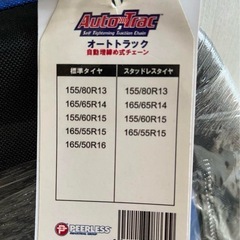 Auto Trac
Self Tightening Traction Chain
オートトラック
自動増締め式チェーン
標準タイヤ スタッドレスタイヤ
155/80R13 155/80R13
165/65R14 165/65R14
155/60R15 155/60R15
165/55R15 165/55R15
165/50R16
PEERLESS